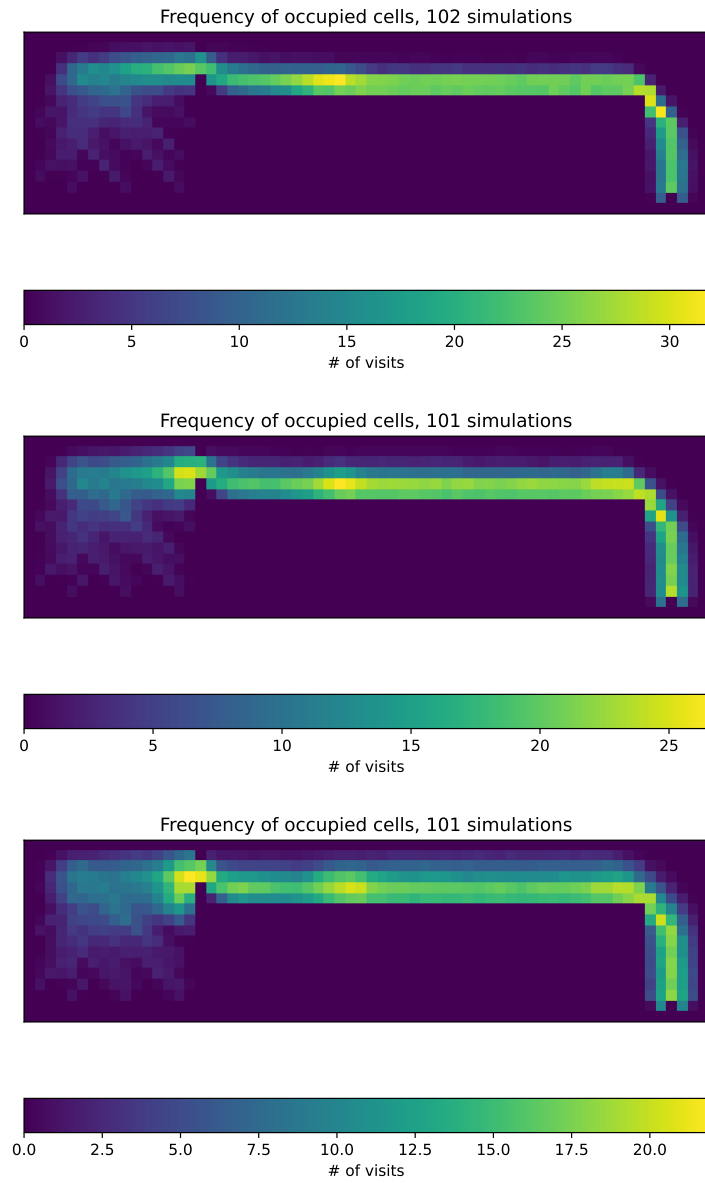 Frequency of occupied cells, 102 simulations
0 5 10 15 20 25 30
# of visits
Frequency of occupied cells, 101 simulations
0 5 10 15 20 25
# of visits
Frequency of occupied cells, 101 simulations
0.0 2.5 5.0 7.5 10.0 12.5 15.0 17.5 20.0
# of visits